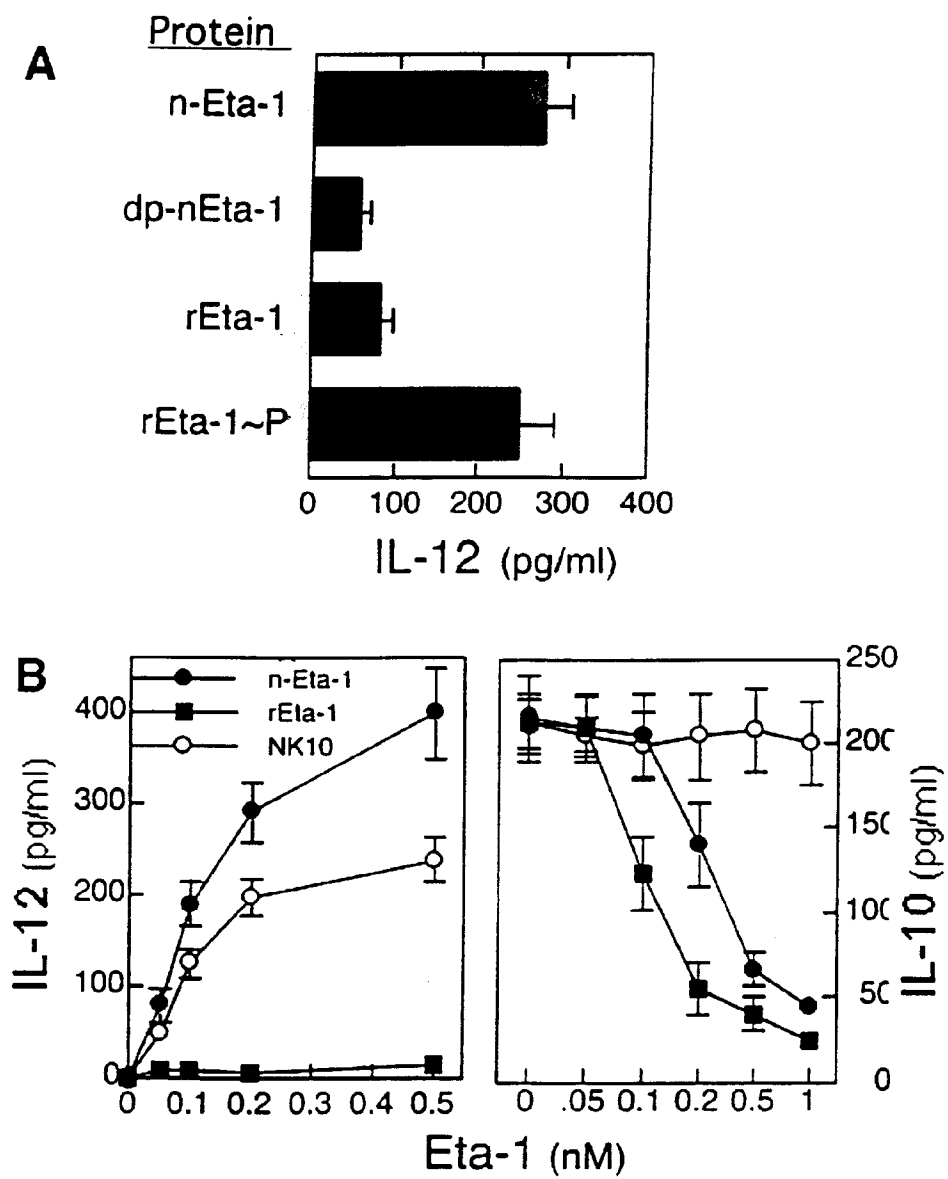 Protein
A
n-Eta-1
dp-nEta-1
rEta-1
rEta-1~P
0 100 200 300 400
IL-12 (pg/ml)
B
n-Eta-1
rEta-1
NK10
400
300
200
100
0
IL-12 (pg/ml)
0 0.1 0.2 0.3 0.4 0.5
250
200
150
100
50
0
IL-10 (pg/ml)
0 .05 0.1 0.2 0.5 1
Eta-1 (nM)